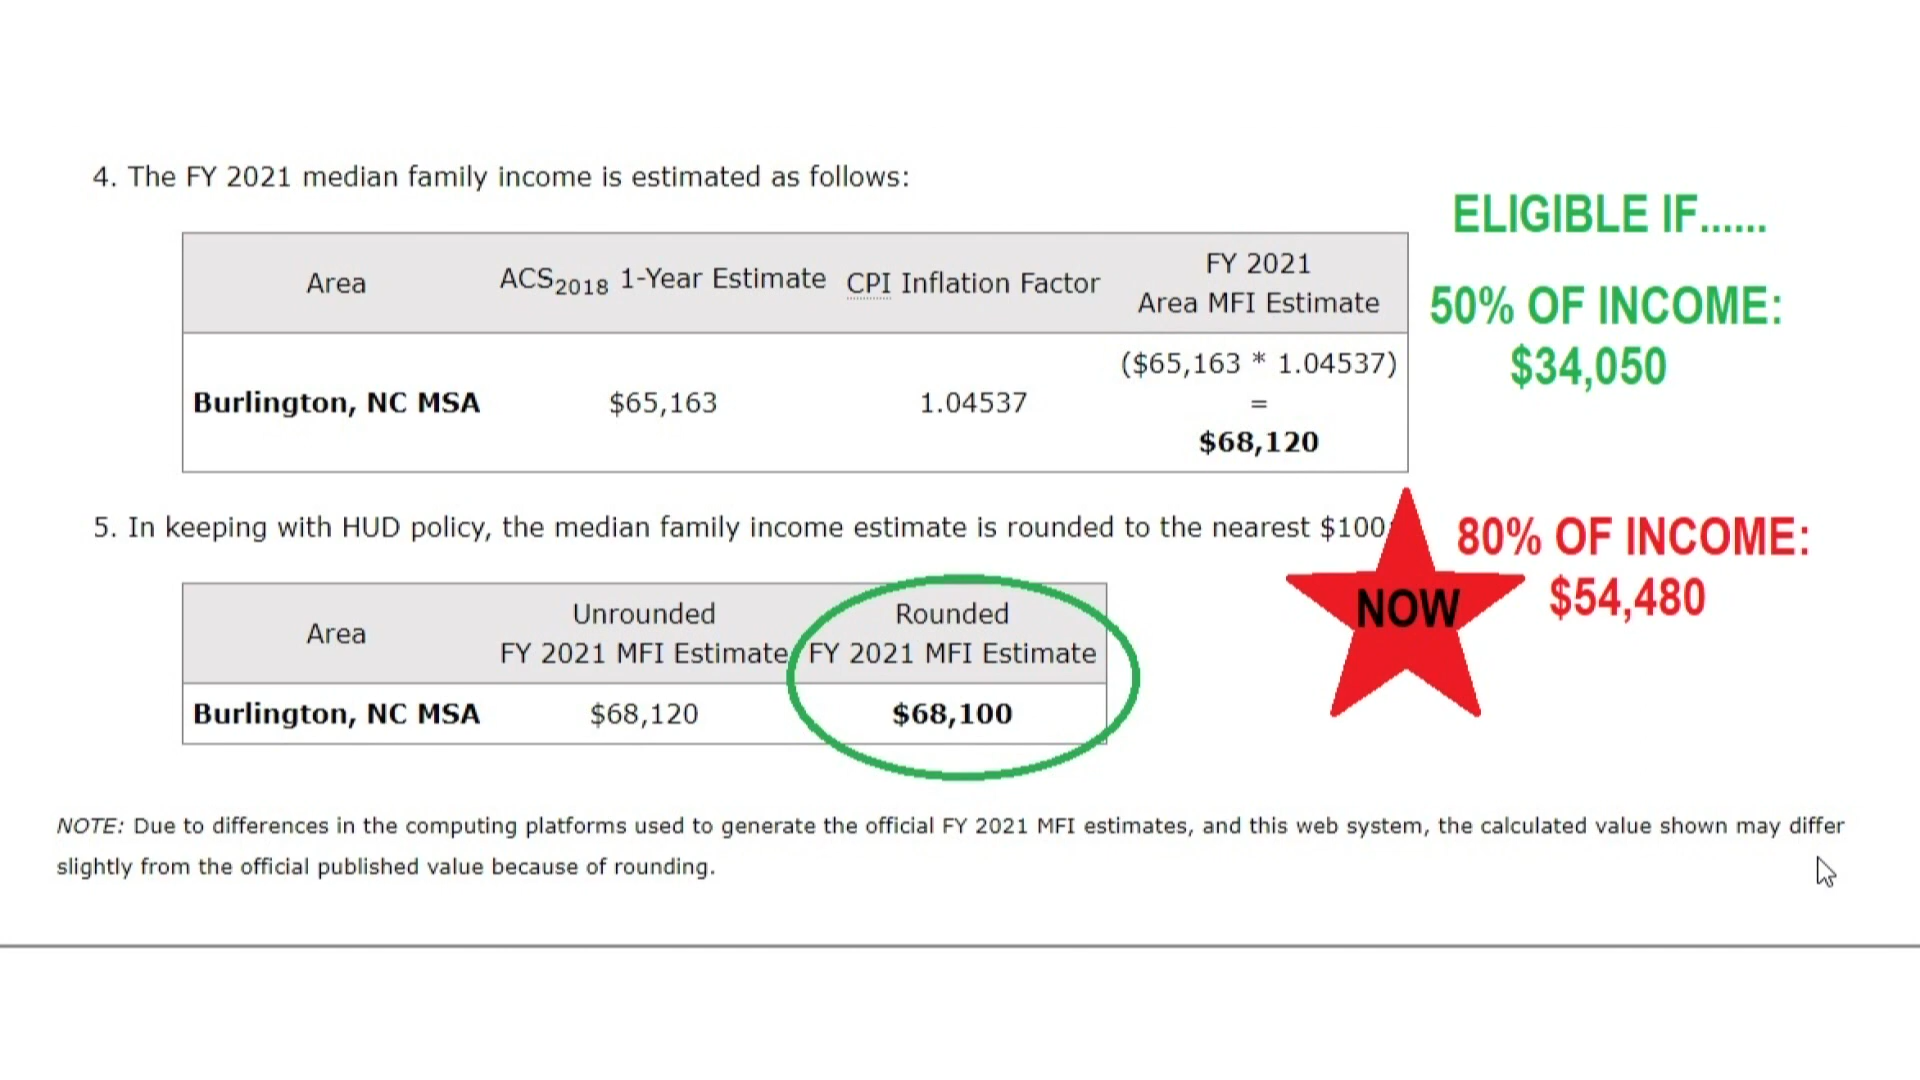 4. The FY 2021 median family income is estimated as follows:
Area ACS2018 1-Year Estimate CPI Inflation Factor FY 2021 Area MFI Estimate
Burlington, NC MSA $65,163 1.04537 ($65,163 * 1.04537) = $68,120
ELIGIBLE IF......
50% OF INCOME:
$34,050
5. In keeping with HUD policy, the median family income estimate is rounded to the nearest $100
Area Unrounded FY 2021 MFI Estimate Rounded FY 2021 MFI Estimate
Burlington, NC MSA $68,120 $68,100
NOW
80% OF INCOME:
$54,480
NOTE: Due to differences in the computing platforms used to generate the official FY 2021 MFI estimates, and this web system, the calculated value shown may differ
slightly from the official published value because of rounding.